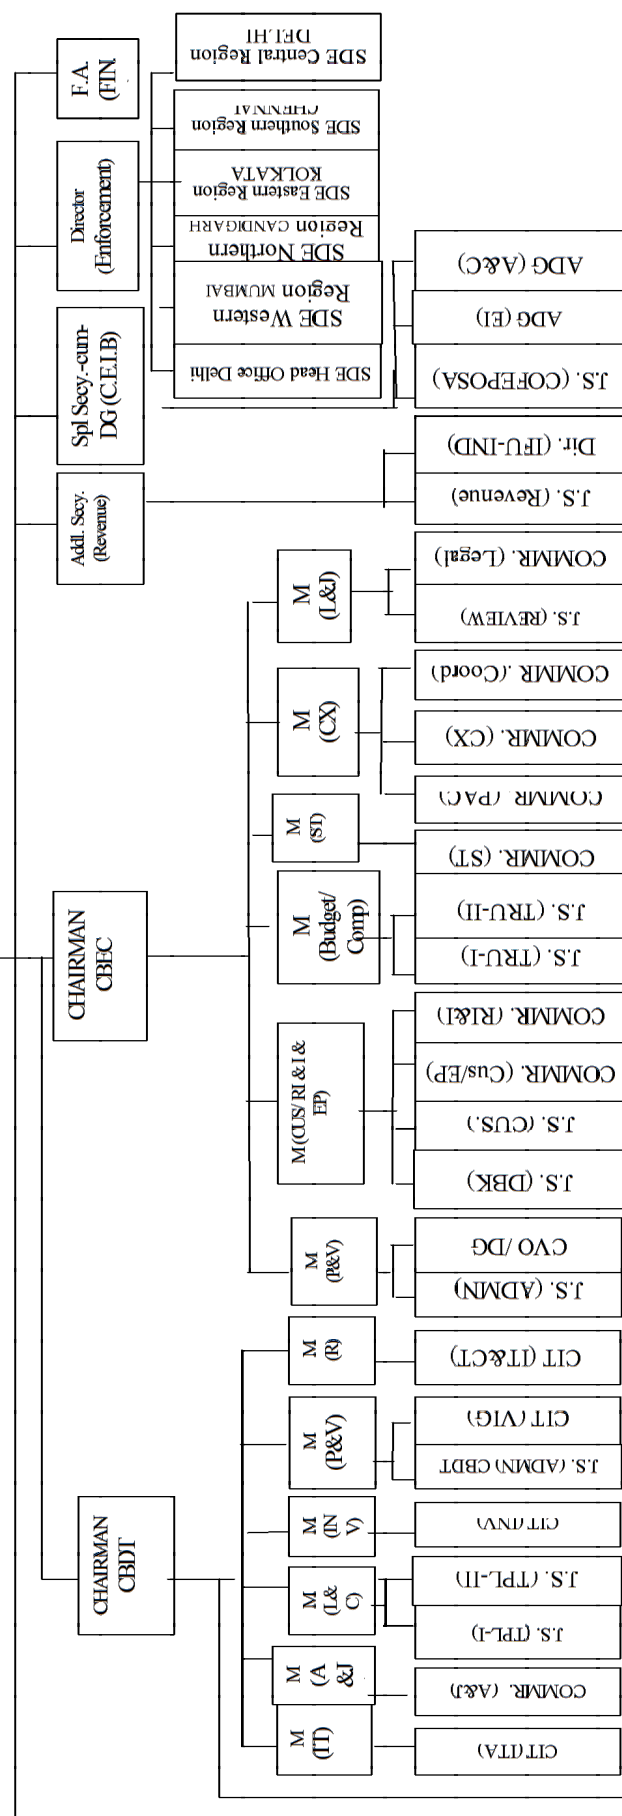 F.A.
(FIN.
Director
(Enforcement)
Spl Secy.-cum-
DG (C.E.I.B)
Addl. Secy.
(Revenue)
SDE Central Region
DELHI
SDE Southern Region
CHENNAI
SDE Eastern Region
KOLKATA
SDE Northern
Region CANDIGARH
SDE Western
Region MUMBAI
SDE Head Office Delhi
ADG (A&C)
ADG (EI)
J.S. (COFEPOSA)
Dir. (IFU-IND)
J.S. (Revenue)
CHAIRMAN
CBEC
M
(L&J)
COMMR. (Legal)
J.S. (REVIEW)
M
(CX)
COMMR. (Coord)
COMMR. (CX)
COMMR. (PAC)
M
(ST)
COMMR. (ST)
M
(Budget/
Comp)
J.S. (TRU-II)
J.S. (TRU-I)
M (CUS/ RI & I &
EP)
COMMR. (RI&I)
COMMR. (Cus/EP)
J.S. (CUS.)
J.S. (DBK)
M
(P&V)
CVO /DG
J.S. (ADMN)
CHAIRMAN
CBDT
M
(R)
CIT (IT&CT)
M
(P&V)
CIT (VIG)
J.S. (ADMN) CBDT
M
(IN
V)
CIT (INV)
M
(L&
C)
J.S. (TPL-II)
J.S. (TPL-I)
M
(A
&J
COMMR. (A&J)
M
(IT)
CIT (ITA)